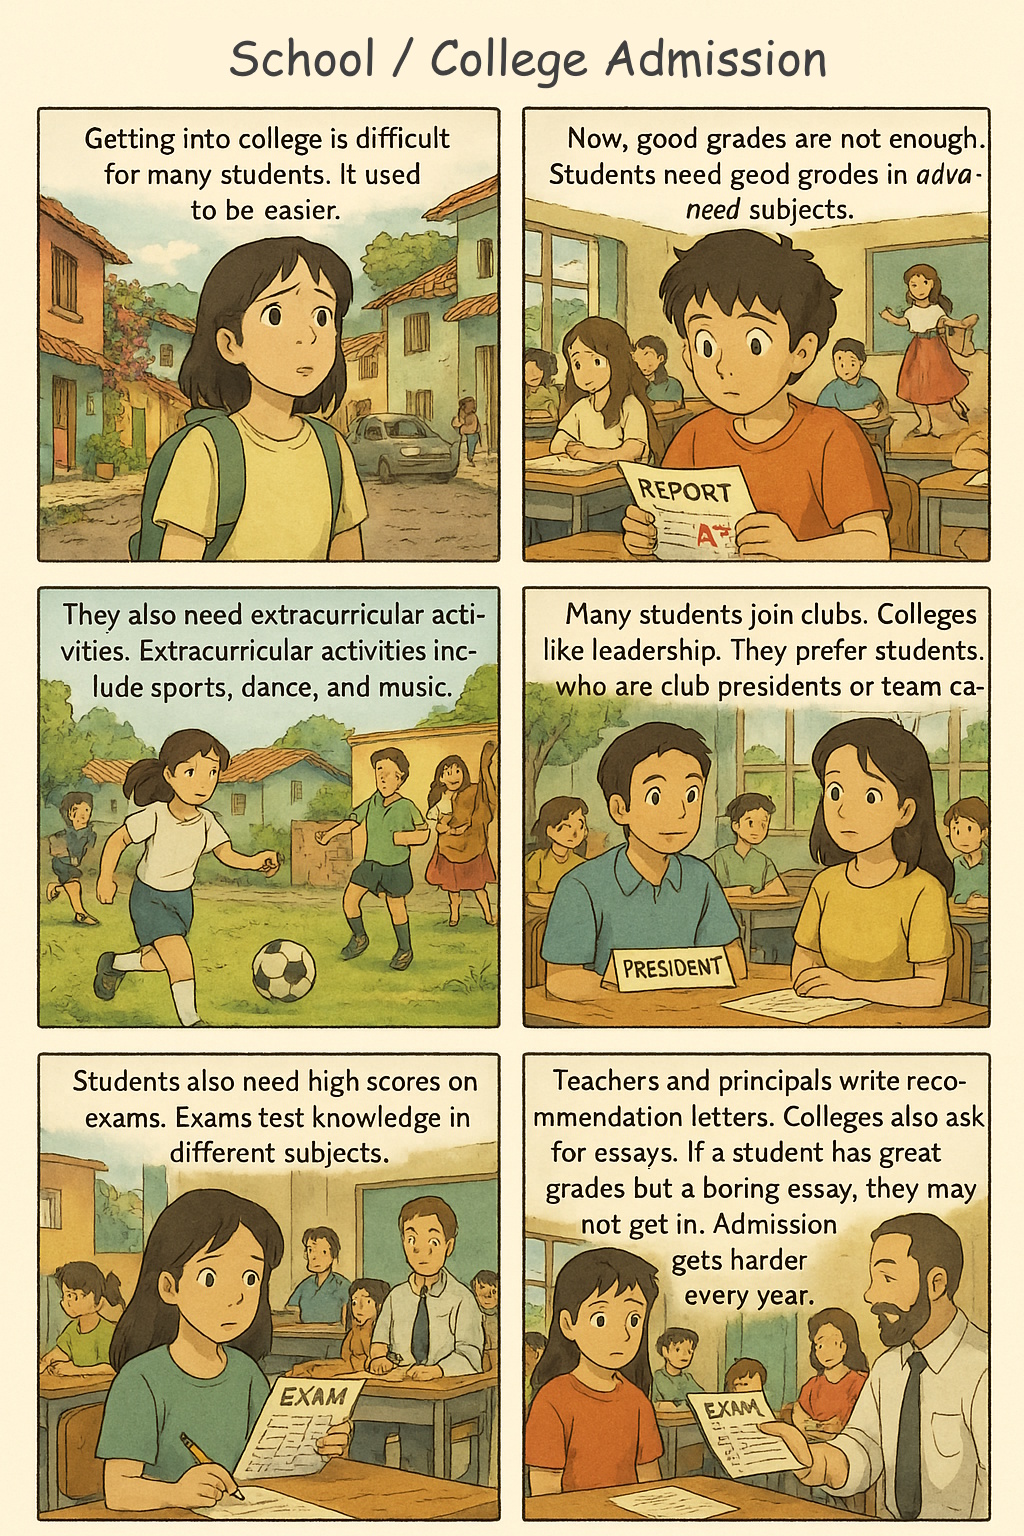 School / College Admission
Getting into college is difficult
for many students. It used
to be easier.
Now, good grades are not enough.
Students need geod grodes in adva-
need subjects.
REPORT
A+
They also need extracurricular acti-
vities. Extracurricular activities inc-
lude sports, dance, and music.
Many students join clubs. Colleges
like leadership. They prefer students.
who are club presidents or team ca-
PRESIDENT
Students also need high scores on
exams. Exams test knowledge in
different subjects.
EXAM
Teachers and principals write reco-
mmendation letters. Colleges also ask
for essays. If a student has great
grades but a boring essay, they may
not get in. Admission
gets harder
every year.
EXAM